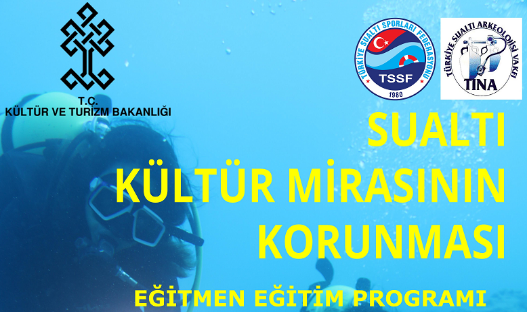 T.C.
KÜLTÜR VE TURİZM BAKANLIĞI
TÜRKİYE SUALTI SPORLARI FEDERASYONU
TSSF
1980
TÜRKİYE SUALTI ARKEOLOJİSİ VAKFI
TINA
SUALTI
KÜLTÜR MİRASININ
KORUNMASI
EĞİTMEN EĞİTİM PROGRAMI